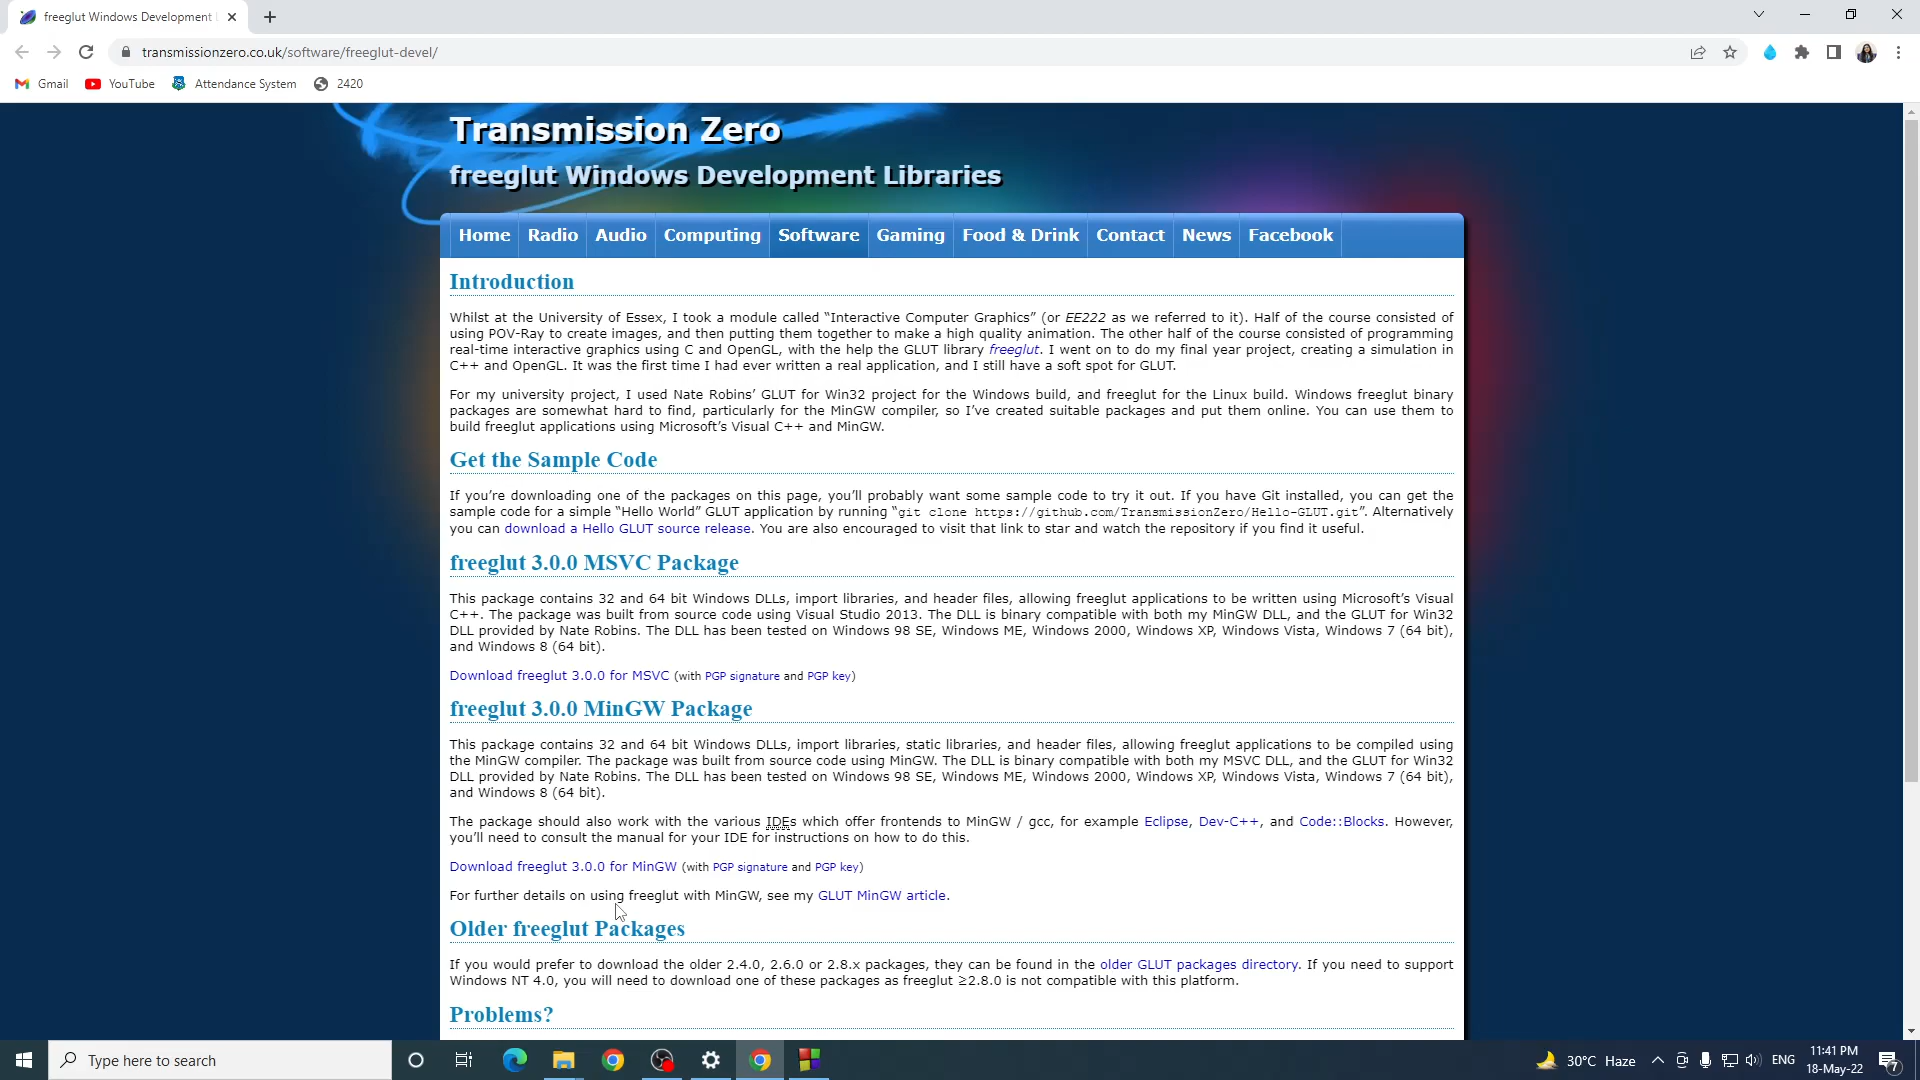 freeglut Windows Development
transmissionzero.co.uk/software/freeglut-devel/
Gmail YouTube Attendance System 2420
Transmission Zero
freeglut Windows Development Libraries
Home Radio Audio Computing Software Gaming Food & Drink Contact News Facebook
Introduction
Whilst at the University of Essex, I took a module called “Interactive Computer Graphics” (or EE222 as we referred to it). Half of the course consisted of
using POV-Ray to create images, and then putting them together to make a high quality animation. The other half of the course consisted of programming
real-time interactive graphics using C and OpenGL, with the help the GLUT library freeglut. I went on to do my final year project, creating a simulation in
C++ and OpenGL. It was the first time I had ever written a real application, and I still have a soft spot for GLUT.
For my university project, I used Nate Robins’ GLUT for Win32 project for the Windows build, and freeglut for the Linux build. Windows freeglut binary
packages are somewhat hard to find, particularly for the MinGW compiler, so I’ve created suitable packages and put them online. You can use them to
build freeglut applications using Microsoft’s Visual C++ and MinGW.
Get the Sample Code
If you’re downloading one of the packages on this page, you’ll probably want some sample code to try it out. If you have Git installed, you can get the
sample code for a simple “Hello World” GLUT application by running “git clone https://github.com/TransmissionZero/Hello-GLUT.git”. Alternatively
you can download a Hello GLUT source release. You are also encouraged to visit that link to star and watch the repository if you find it useful.
freeglut 3.0.0 MSVC Package
This package contains 32 and 64 bit Windows DLLs, import libraries, and header files, allowing freeglut applications to be written using Microsoft’s Visual
C++. The package was built from source code using Visual Studio 2013. The DLL is binary compatible with both my MinGW DLL, and the GLUT for Win32
DLL provided by Nate Robins. The DLL has been tested on Windows 98 SE, Windows ME, Windows 2000, Windows XP, Windows Vista, Windows 7 (64 bit),
and Windows 8 (64 bit).
Download freeglut 3.0.0 for MSVC (with PGP signature and PGP key)
freeglut 3.0.0 MinGW Package
This package contains 32 and 64 bit Windows DLLs, import libraries, static libraries, and header files, allowing freeglut applications to be compiled using
the MinGW compiler. The package was built from source code using MinGW. The DLL is binary compatible with both my MSVC DLL, and the GLUT for Win32
DLL provided by Nate Robins. The DLL has been tested on Windows 98 SE, Windows ME, Windows 2000, Windows XP, Windows Vista, Windows 7 (64 bit),
and Windows 8 (64 bit).
The package should also work with the various IDEs which offer frontends to MinGW / gcc, for example Eclipse, Dev-C++, and Code::Blocks. However,
you’ll need to consult the manual for your IDE for instructions on how to do this.
Download freeglut 3.0.0 for MinGW (with PGP signature and PGP key)
For further details on using freeglut with MinGW, see my GLUT MinGW article.
Older freeglut Packages
If you would prefer to download the older 2.4.0, 2.6.0 or 2.8.x packages, they can be found in the older GLUT packages directory. If you need to support
Windows NT 4.0, you will need to download one of these packages as freeglut ≥2.8.0 is not compatible with this platform.
Problems?
Type here to search
30°C Haze
ENG
11:41 PM
18-May-22
7